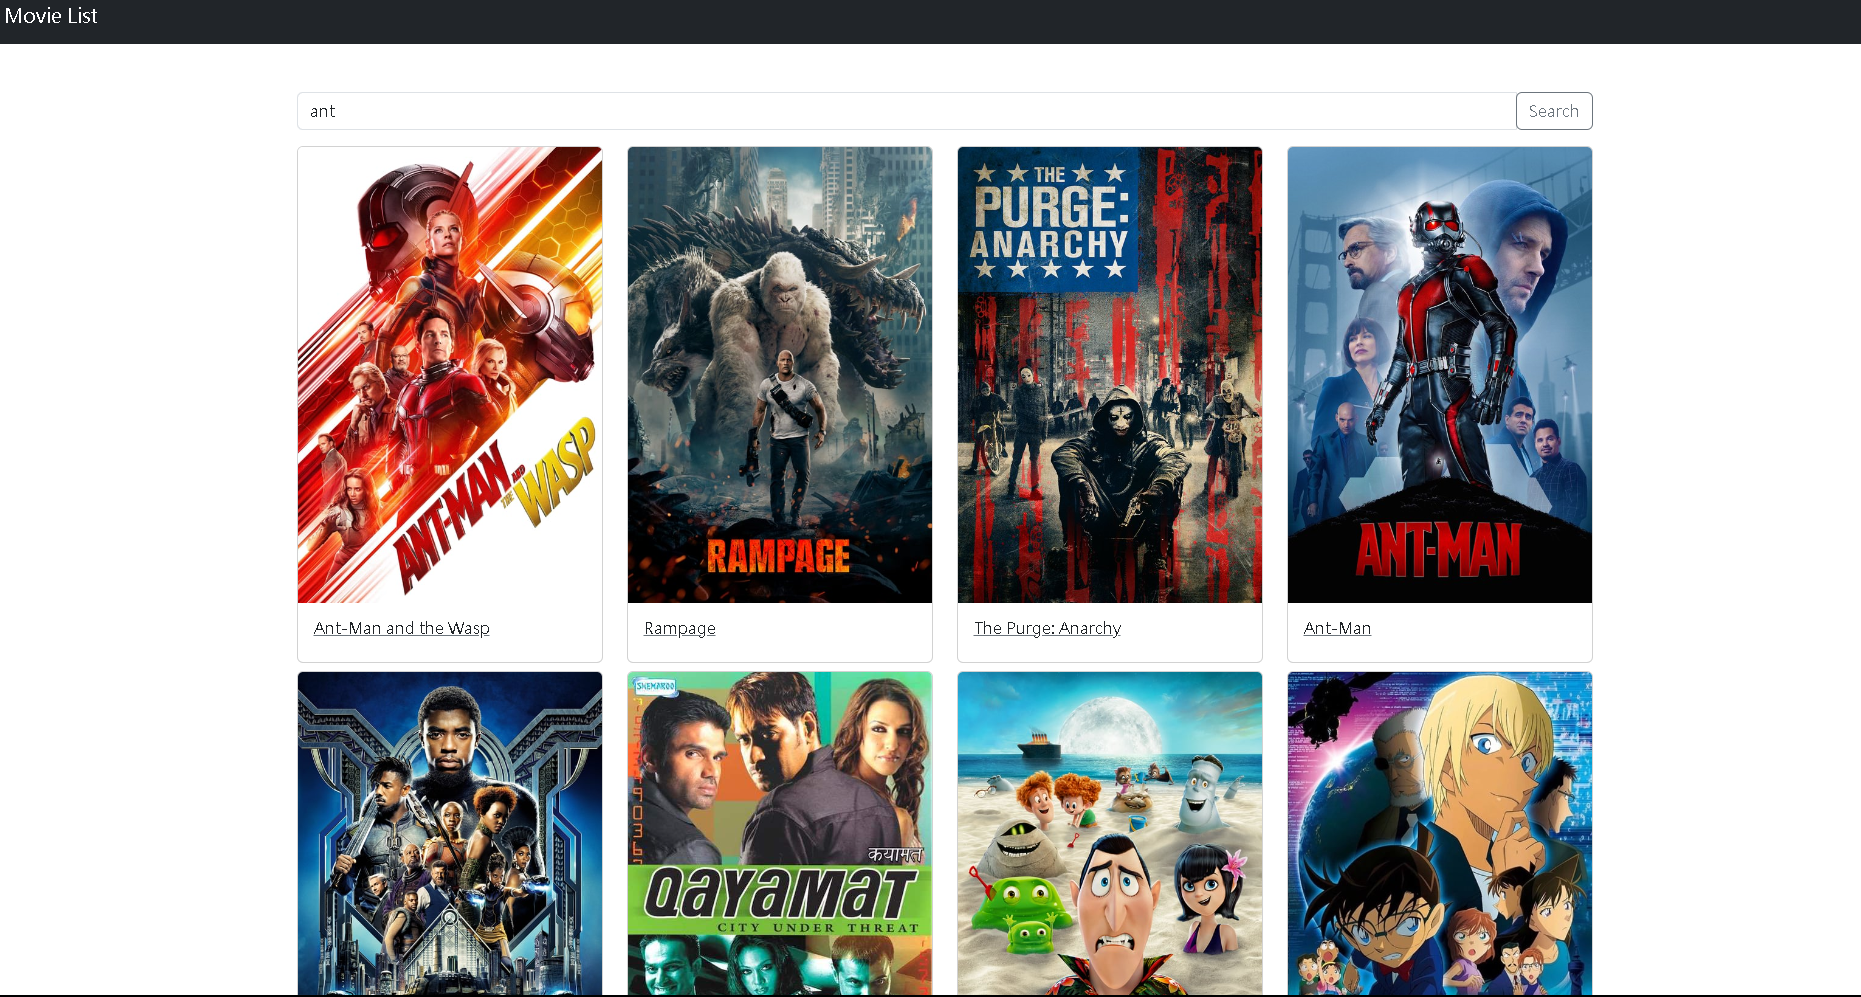 Movie List
ant
Search
ANT-MAN
AND
THE
WASP
RAMPAGE
THE
PURGE:
ANARCHY
ANT-MAN
Ant-Man and the Wasp
Rampage
The Purge: Anarchy
Ant-Man
SHEMAROO
कयामत
QAYAMAT
CITY UNDER THREAT